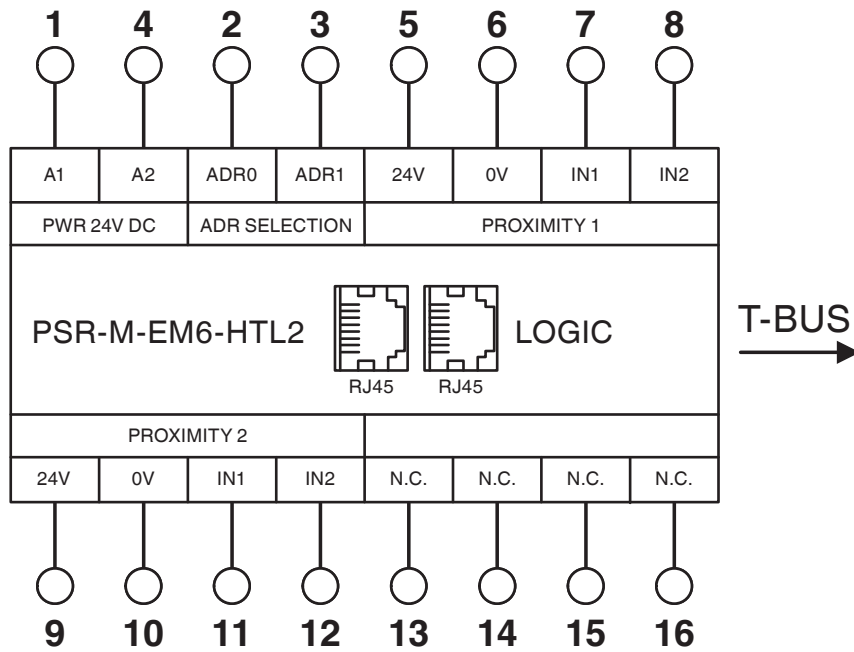 1 4 2 3 5 6 7 8
A1 A2 ADR0 ADR1 24V 0V IN1 IN2
PWR 24V DC ADR SELECTION PROXIMITY 1
PSR-M-EM6-HTL2 LOGIC
T-BUS
RJ45 RJ45
PROXIMITY 2
24V 0V IN1 IN2 N.C. N.C. N.C. N.C.
9 10 11 12 13 14 15 16